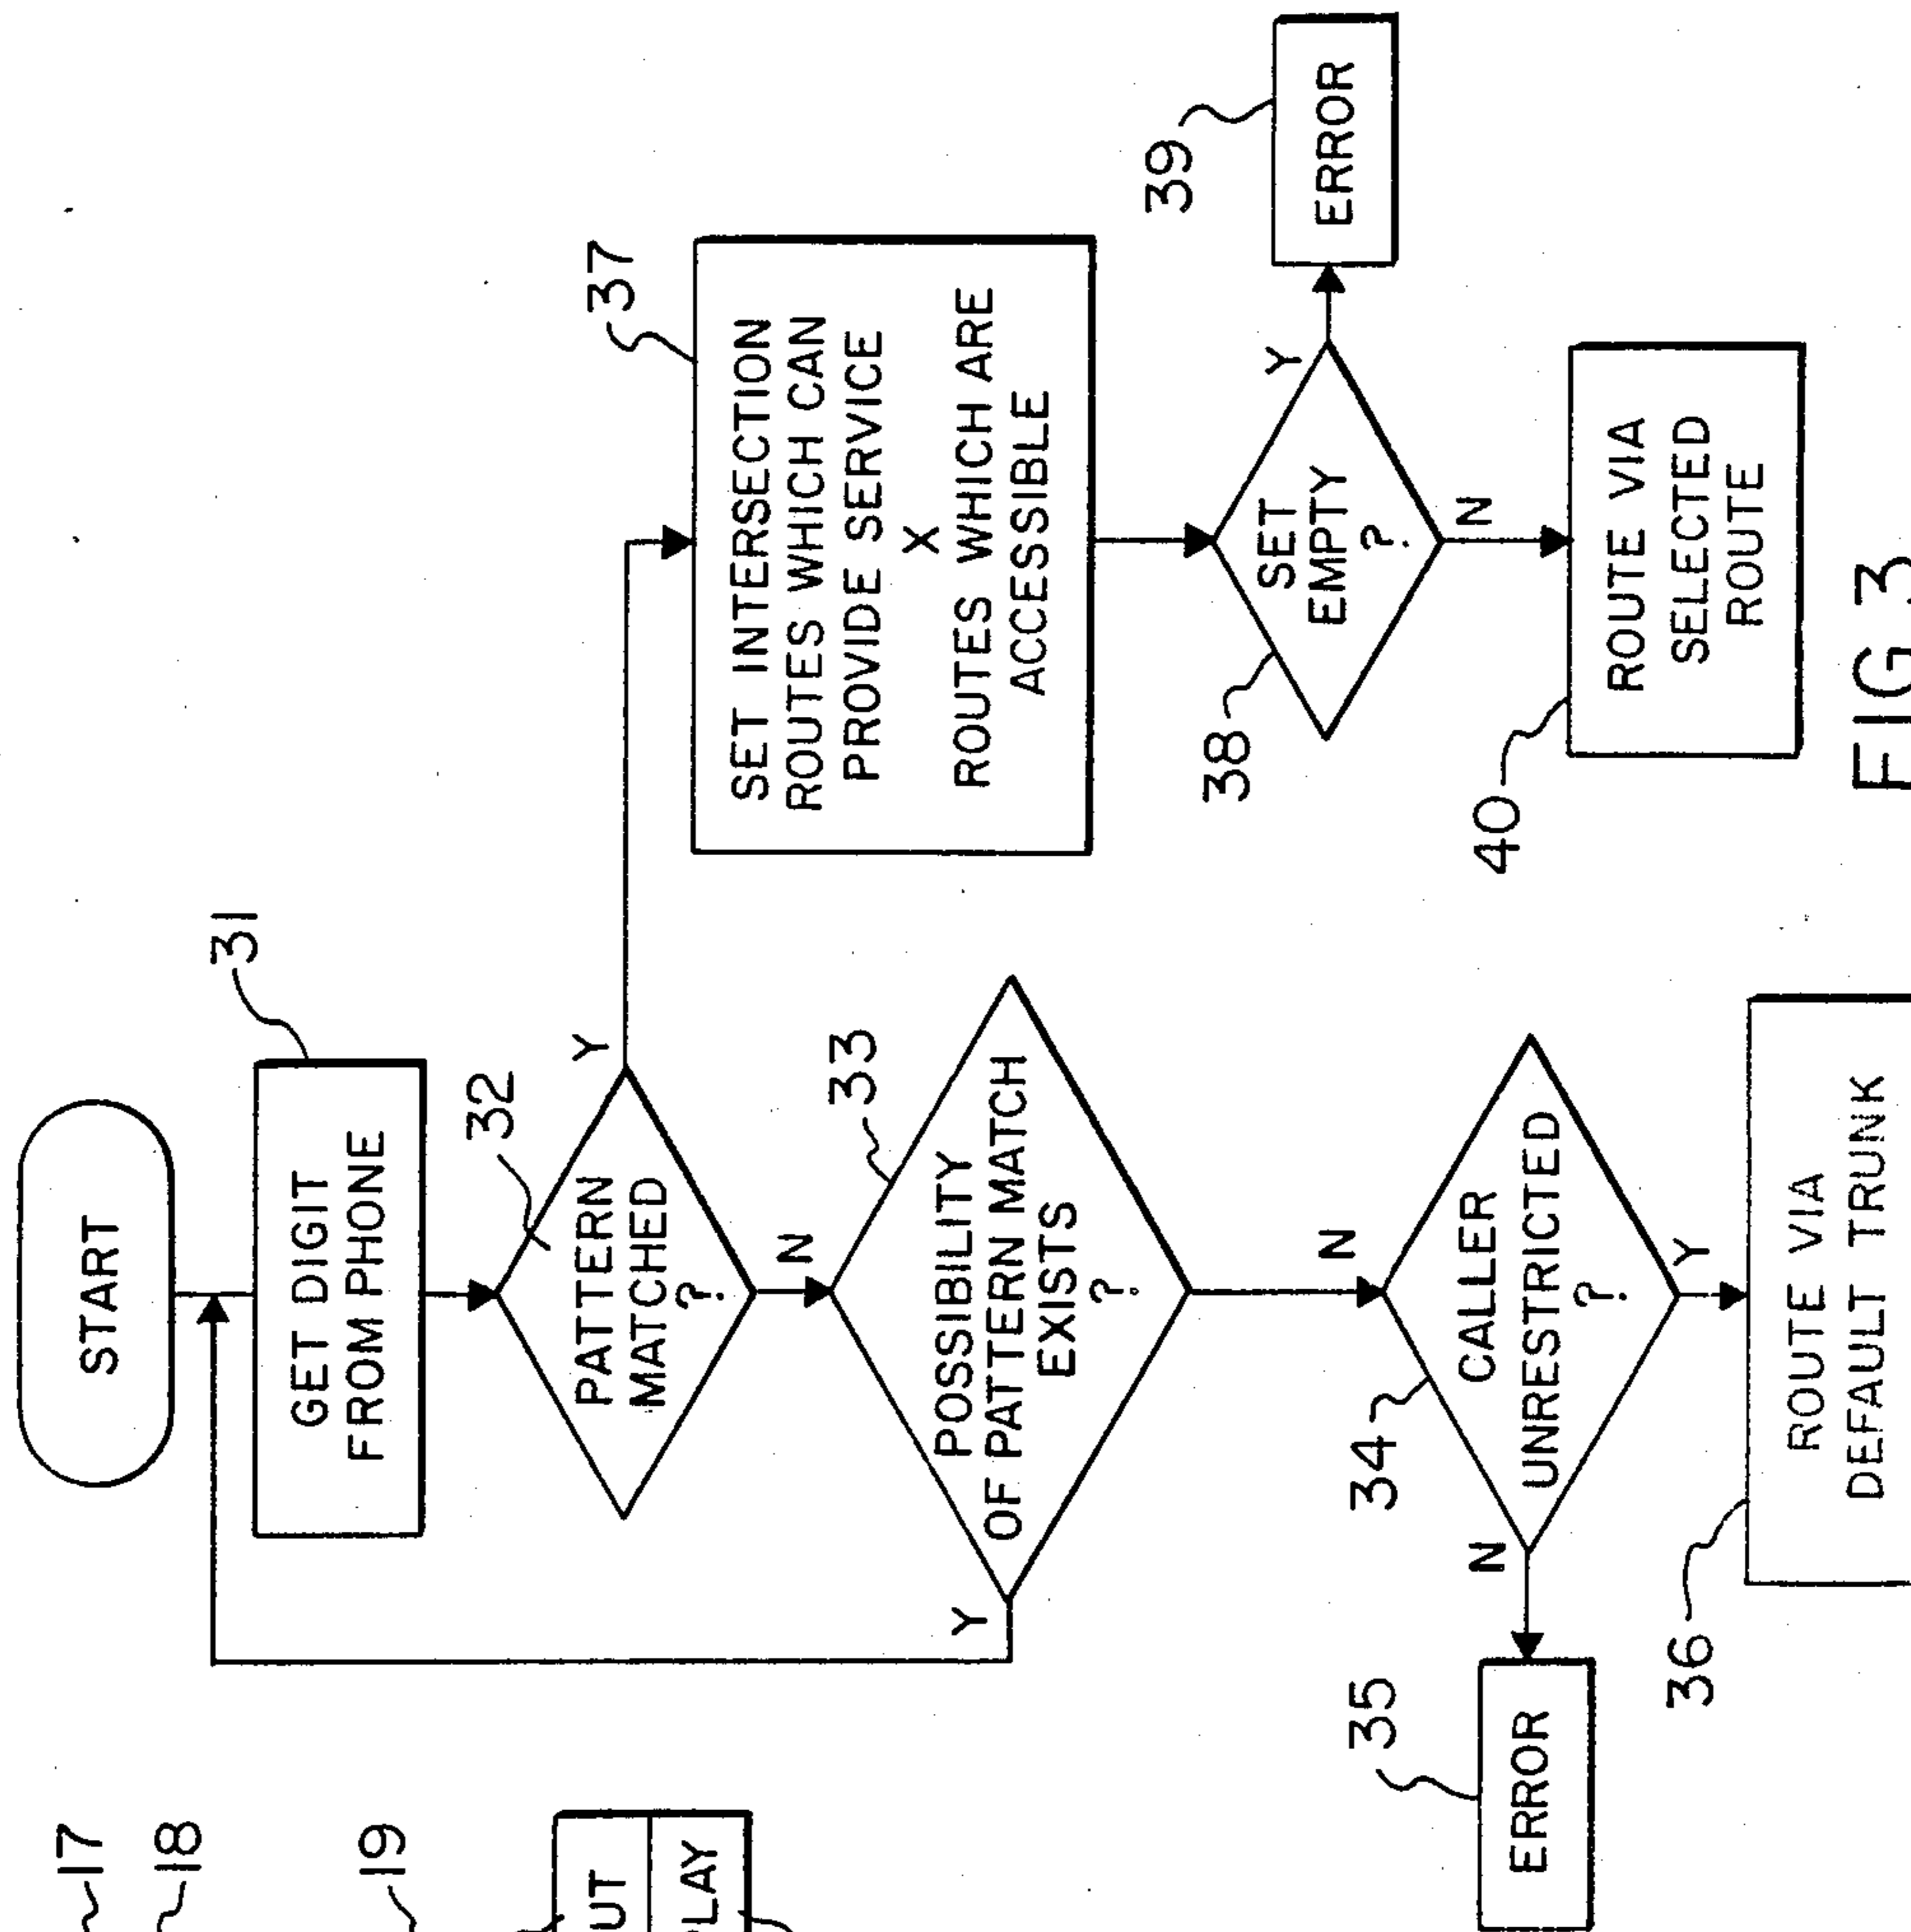 START
31
GET DIGIT
FROM PHONE
32
PATTERN
MATCHED
?
Y
N
33
POSSIBILITY
OF PATTERN MATCH
EXISTS
?
Y
N
34
CALLER
UNRESTRICTED
?
N
Y
35
ERROR
36
ROUTE VIA
DEFAULT TRUNK
37
SET INTERSECTION
ROUTES WHICH CAN
PROVIDE SERVICE
X
ROUTES WHICH ARE
ACCESSIBLE
38
SET
EMPTY
?
Y
N
39
ERROR
40
ROUTE VIA
SELECTED
ROUTE
FIG 3
17
18
19